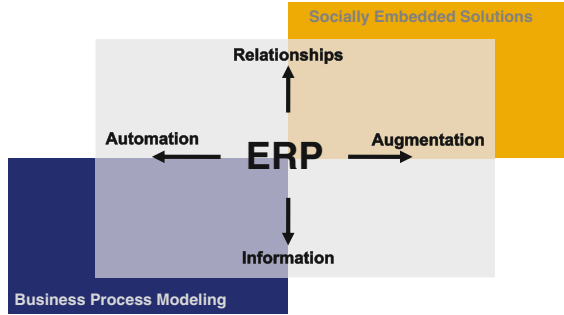 Socially Embedded Solutions
Relationships
Automation
Augmentation
ERP
Information
Business Process Modeling